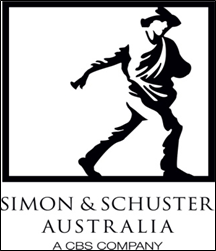 SIMON & SCHUSTER
AUSTRALIA
A CBS COMPANY